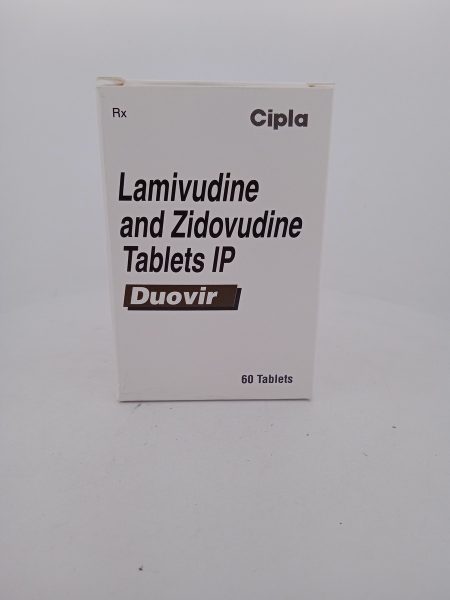 Rx
Cipla
Lamivudine
and Zidovudine
Tablets IP
Duovir
60 Tablets